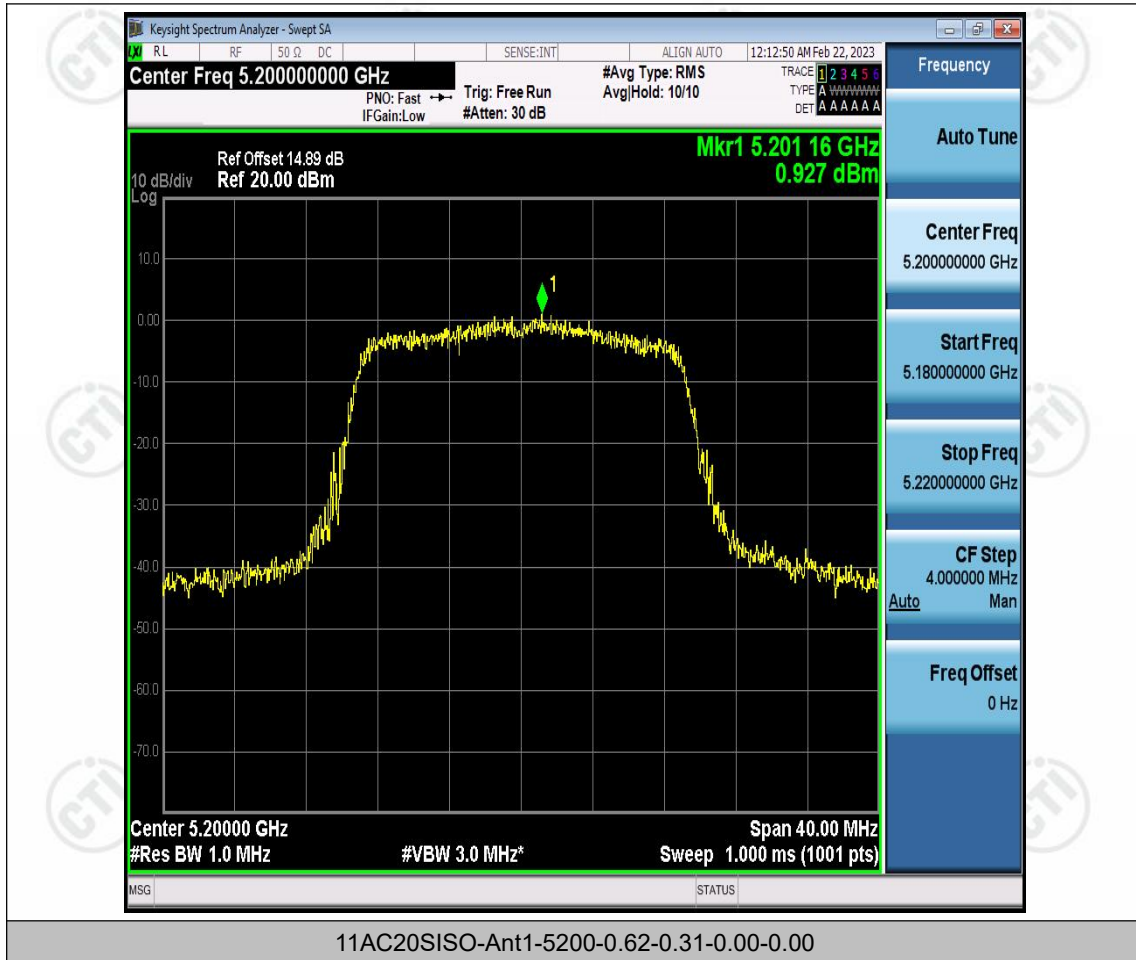 Keysight Spectrum Analyzer - Swept SA
LXI RL RF 50 Ω DC SENSE:INT ALIGN AUTO 12:12:50 AM Feb 22, 2023
Center Freq 5.200000000 GHz
PNO: Fast
IFGain:Low
Trig: Free Run
#Atten: 30 dB
#Avg Type: RMS
Avg|Hold: 10/10
TRACE 1 2 3 4 5 6
TYPE A WWWWW
DET A A A A A A
Mkr1 5.201 16 GHz
0.927 dBm
Ref Offset 14.89 dB
10 dB/div Ref 20.00 dBm
Log
10.0
1
0.00
-10.0
-20.0
-30.0
-40.0
-50.0
-60.0
-70.0
Center 5.20000 GHz Span 40.00 MHz
#Res BW 1.0 MHz #VBW 3.0 MHz* Sweep 1.000 ms (1001 pts)
MSG STATUS
Frequency
Auto Tune
Center Freq
5.200000000 GHz
Start Freq
5.180000000 GHz
Stop Freq
5.220000000 GHz
CF Step
4.000000 MHz
Auto Man
Freq Offset
0 Hz
CTI
CTI
CTI
CTI
CTI
CTI
11AC20SISO-Ant1-5200-0.62-0.31-0.00-0.00